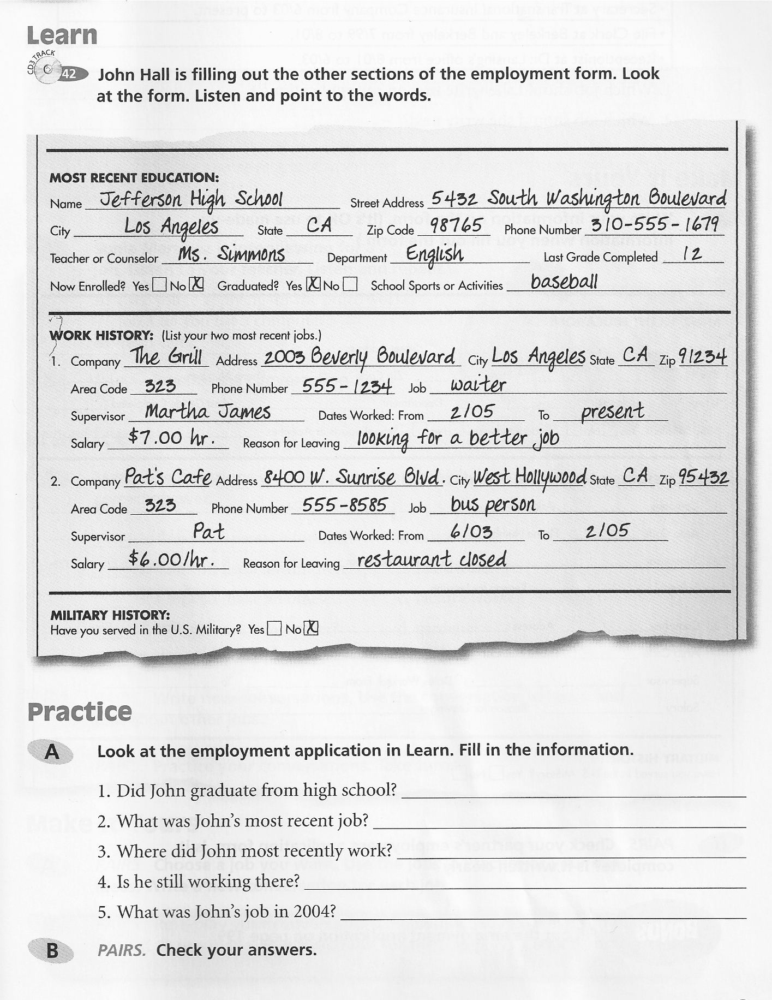 Learn
CD3 TRACK
42 John Hall is filling out the other sections of the employment form. Look
at the form. Listen and point to the words.
MOST RECENT EDUCATION:
Name Jefferson High School Street Address 5432 South Washington Boulevard
City Los Angeles State CA Zip Code 98765 Phone Number 310-555-1679
Teacher or Counselor Ms. Simmons Department English Last Grade Completed 12
Now Enrolled? Yes No X Graduated? Yes X No School Sports or Activities baseball
WORK HISTORY: (List your two most recent jobs.)
1. Company The Grill Address 2003 Beverly Boulevard City Los Angeles State CA Zip 91234
Area Code 323 Phone Number 555-1234 Job waiter
Supervisor Martha James Dates Worked: From 2/05 To present
Salary $7.00 hr. Reason for Leaving looking for a better job
2. Company Pat's Cafe Address 8400 W. Sunrise Blvd. City West Hollywood State CA Zip 95432
Area Code 323 Phone Number 555-8585 Job bus person
Supervisor Pat Dates Worked: From 6/03 To 2/05
Salary $6.00/hr. Reason for Leaving restaurant closed
MILITARY HISTORY:
Have you served in the U.S. Military? Yes No X
Practice
A Look at the employment application in Learn. Fill in the information.
1. Did John graduate from high school?
2. What was John's most recent job?
3. Where did John most recently work?
4. Is he still working there?
5. What was John's job in 2004?
B PAIRS. Check your answers.